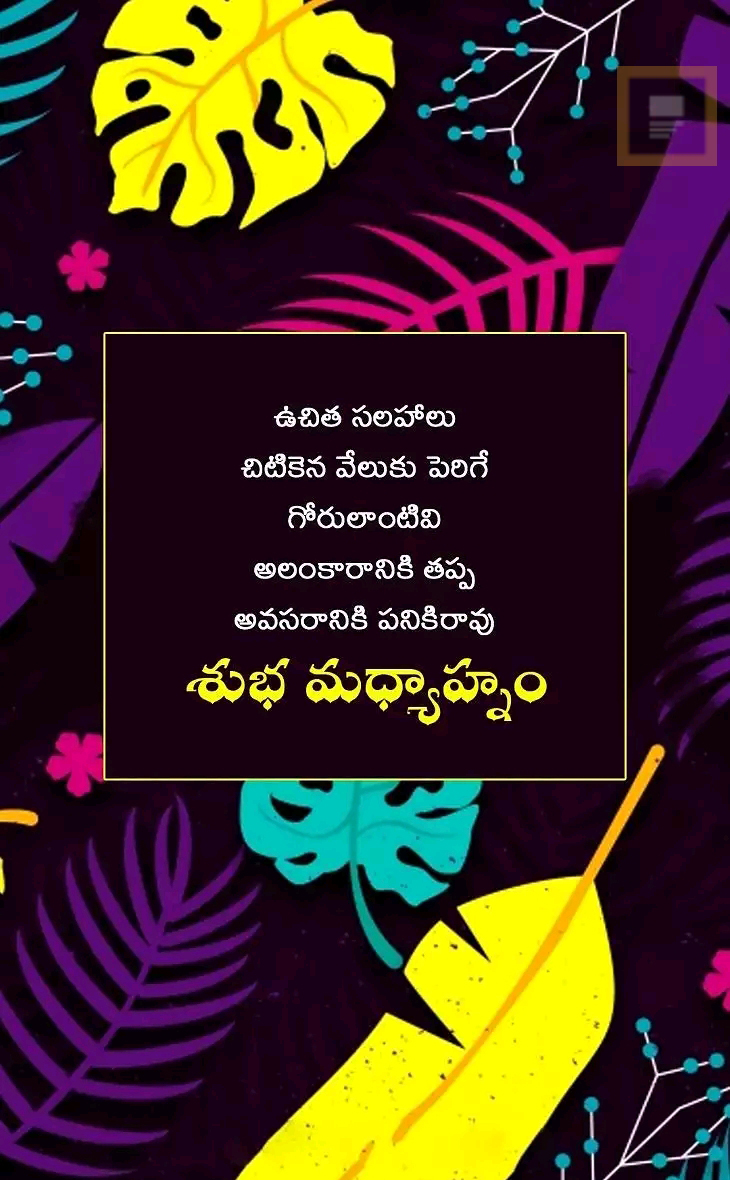 ఉచిత సలహాలు
చిటికెన వేలుకు పెరిగే
గోరులాంటివి
అలంకారానికి తప్ప
అవసరానికి పనికిరావు
శుభ మధ్యాహ్నం